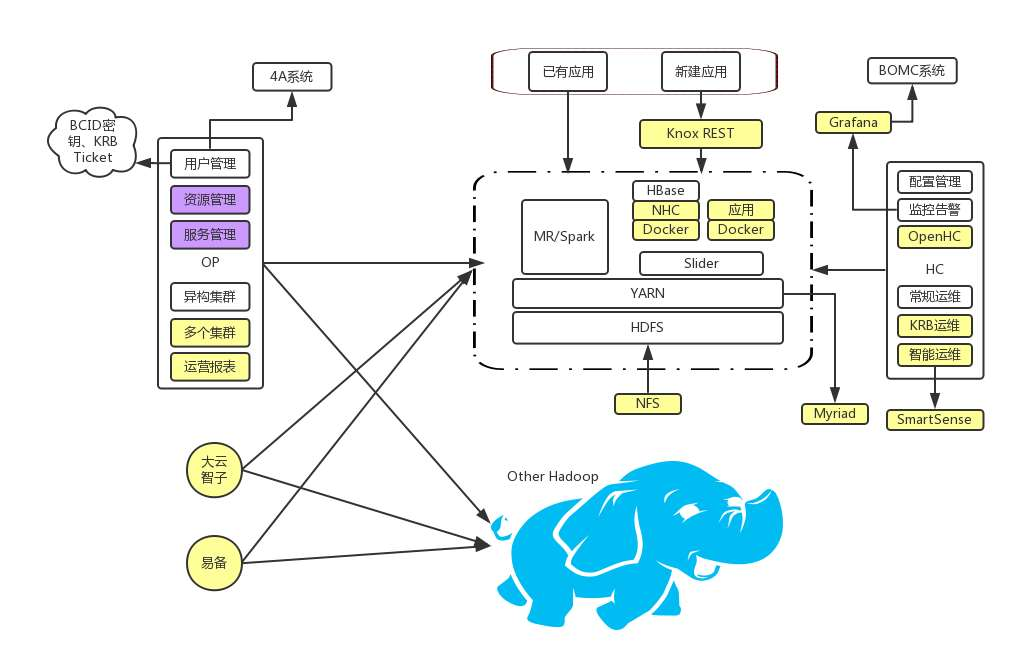 4A系统
BCID密
钥、KRB
Ticket
用户管理
资源管理
服务管理
OP
异构集群
多个集群
运营报表
大云
智子
易备
已有应用
新建应用
Knox REST
MR/Spark
HBase
NHC
Docker
应用
Docker
Slider
YARN
HDFS
NFS
Other Hadoop
BOMC系统
Grafana
配置管理
监控告警
OpenHC
HC
常规运维
KRB运维
智能运维
Myriad
SmartSense